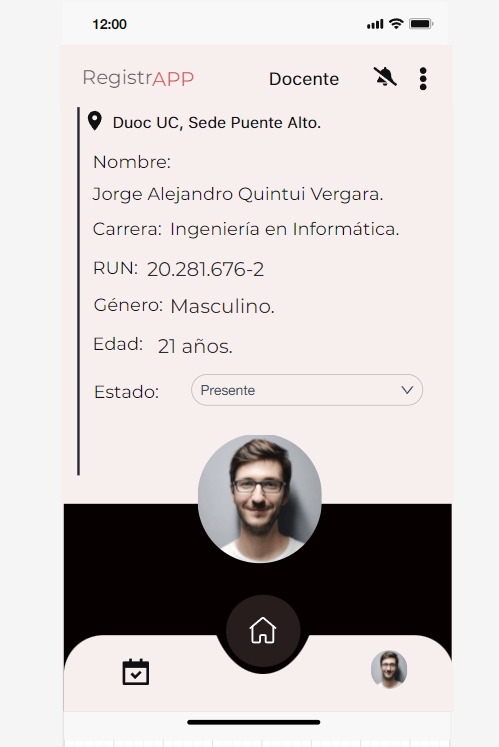 12:00
RegistrAPP Docente
Duoc UC, Sede Puente Alto.
Nombre:
Jorge Alejandro Quintui Vergara.
Carrera: Ingeniería en Informática.
RUN: 20.281.676-2
Género: Masculino.
Edad: 21 años.
Estado: Presente